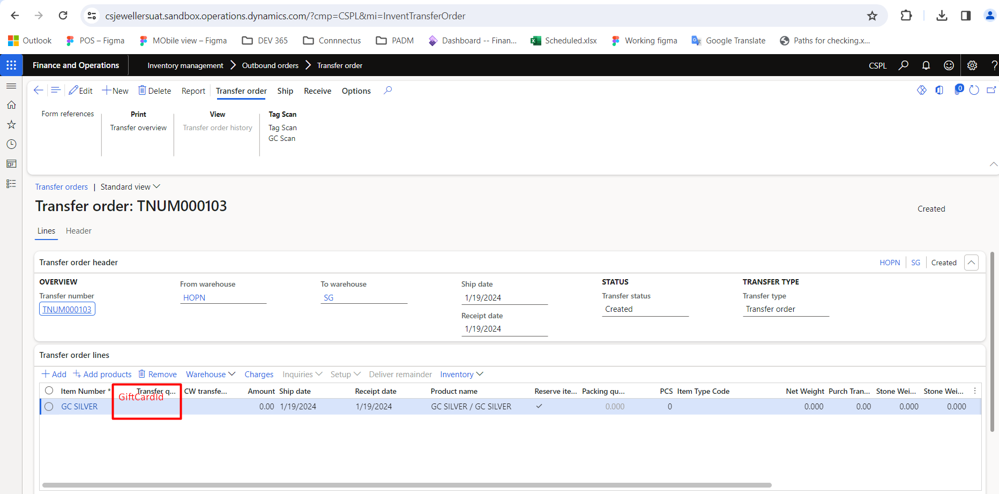 csjewellersuat.sandbox.operations.dynamics.com/?cmp=CSPL&mi=InventTransferOrder
Outlook POS – Figma MObile view – Figma DEV 365 Connnectus PADM Dashboard -- Finan... Scheduled.xlsx Working figma Google Translate Paths for checking.x...
Finance and Operations Inventory management Outbound orders Transfer order CSPL ?
Edit New Delete Report Transfer order Ship Receive Options 0
Form references Print View Tag Scan
Transfer overview Transfer order history Tag Scan
GC Scan
Transfer orders | Standard view
Transfer order: TNUM000103
Created
Lines Header
Transfer order header HOPN SG Created
OVERVIEW From warehouse To warehouse Ship date STATUS TRANSFER TYPE
Transfer number HOPN SG 1/19/2024 Transfer status Transfer type
TNUM000103 Created Transfer order
Receipt date
1/19/2024
Transfer order lines
Add Add products Remove Warehouse Charges Inquiries Setup Deliver remainder Inventory
Item Number * Transfer q... CW transfe... Amount Ship date Receipt date Product name Reserve ite... Packing qu... PCS Item Type Code Net Weight Purch Tran... Stone Wei... Stone Wei...
GiftCardId
GC SILVER 0.00 1/19/2024 1/19/2024 GC SILVER / GC SILVER 0.000 0 0.000 0.00 0.000 0.000